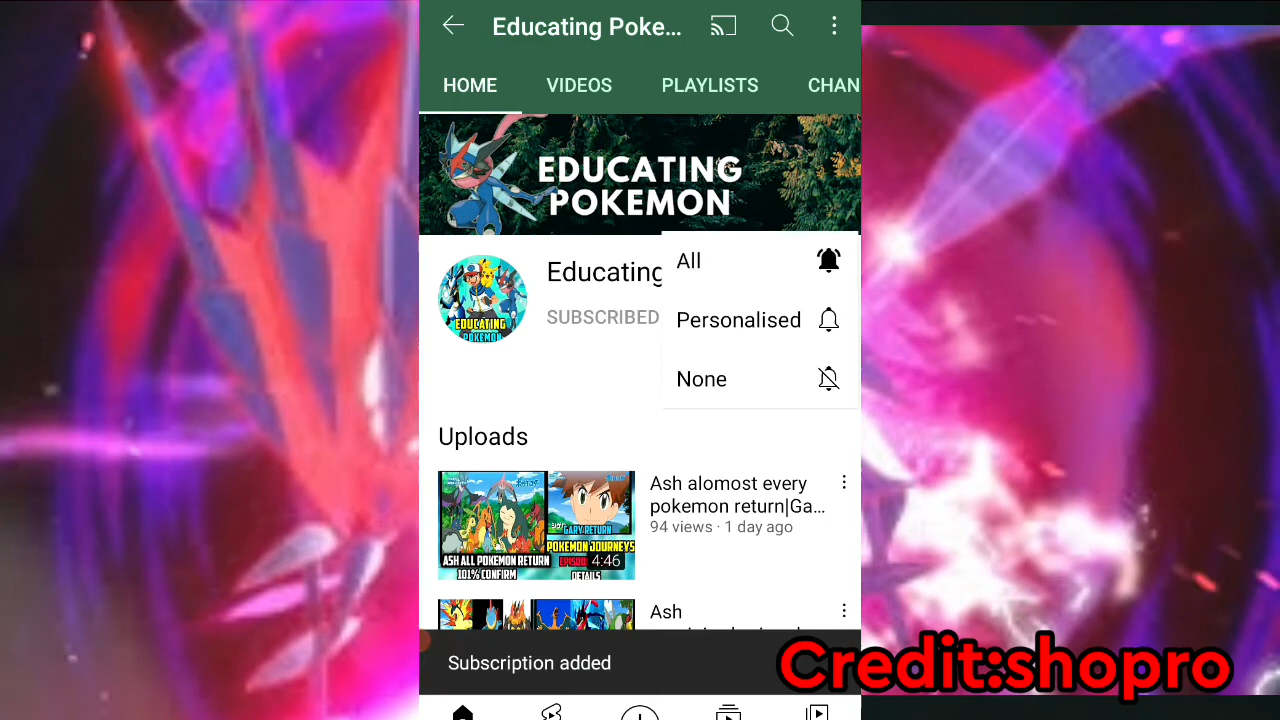 Educating Poke...
HOME VIDEOS PLAYLISTS CHAN
EDUCATING
POKEMON
Educating
SUBSCRIBED
EDUCATING
POKEMON
All
Personalised
None
Uploads
Ash alomost every
pokemon return|Ga...
94 views · 1 day ago
GARY RETURN
POKEMON JOURNEYS
ASH ALL POKEMON RETURN
101% CONFIRM
4:46
DETAILS
Ash
Subscription added
Credit:shopro